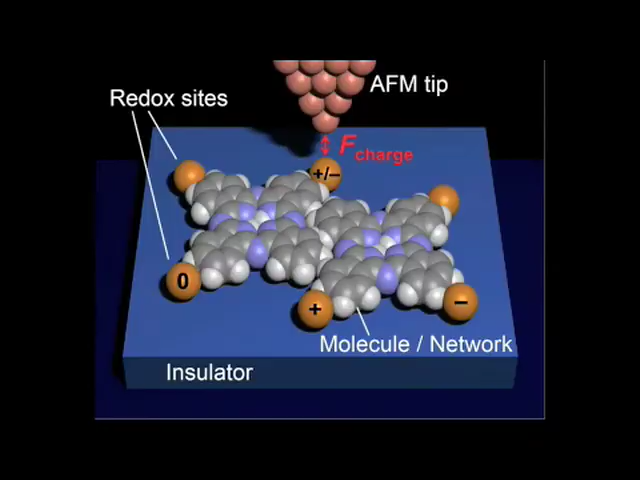 AFM tip
Redox sites
Fcharge
+/–
0
+
–
Molecule / Network
Insulator